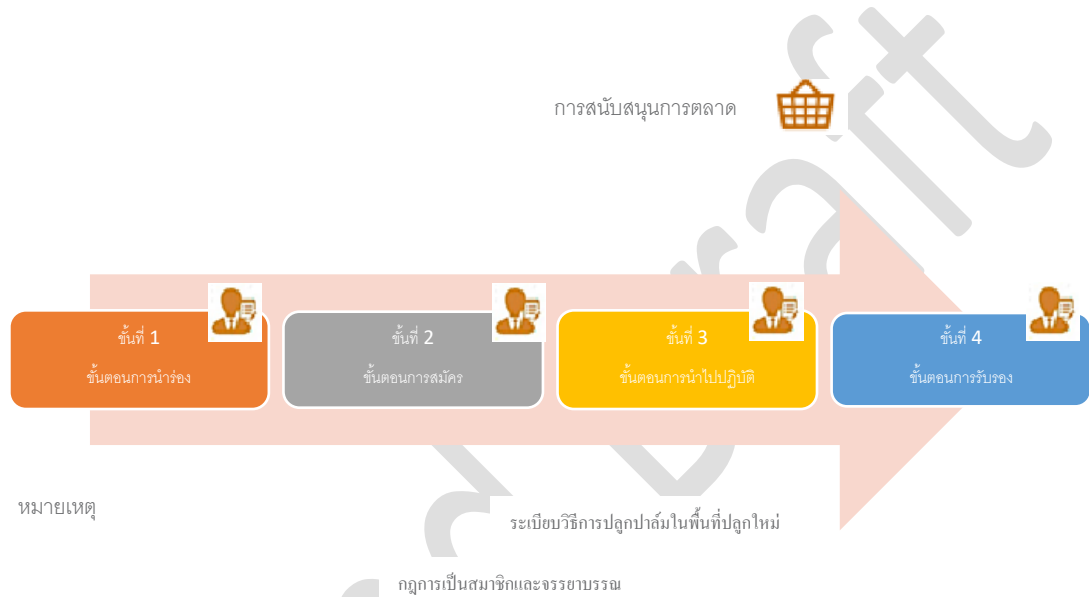 การสนับสนุนการตลาด
ขั้นที่ 1
ขั้นตอนการนำร่อง
ขั้นที่ 2
ขั้นตอนการสมัคร
ขั้นที่ 3
ขั้นตอนการนำไปปฏิบัติ
ขั้นที่ 4
ขั้นตอนการรับรอง
หมายเหตุ
ระเบียบวิธีการปลูกปาล์มในพื้นที่ปลูกใหม่
กฎการเป็นสมาชิกและจรรยาบรรณ
raft